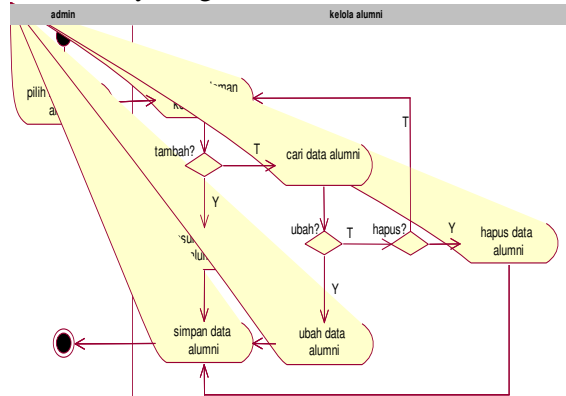 admin
kelola alumni
pilih
tambah?
T
cari data alumni
T
Y
ubah?
T
hapus?
Y
hapus data
alumni
Y
simpan data
alumni
ubah data
alumni